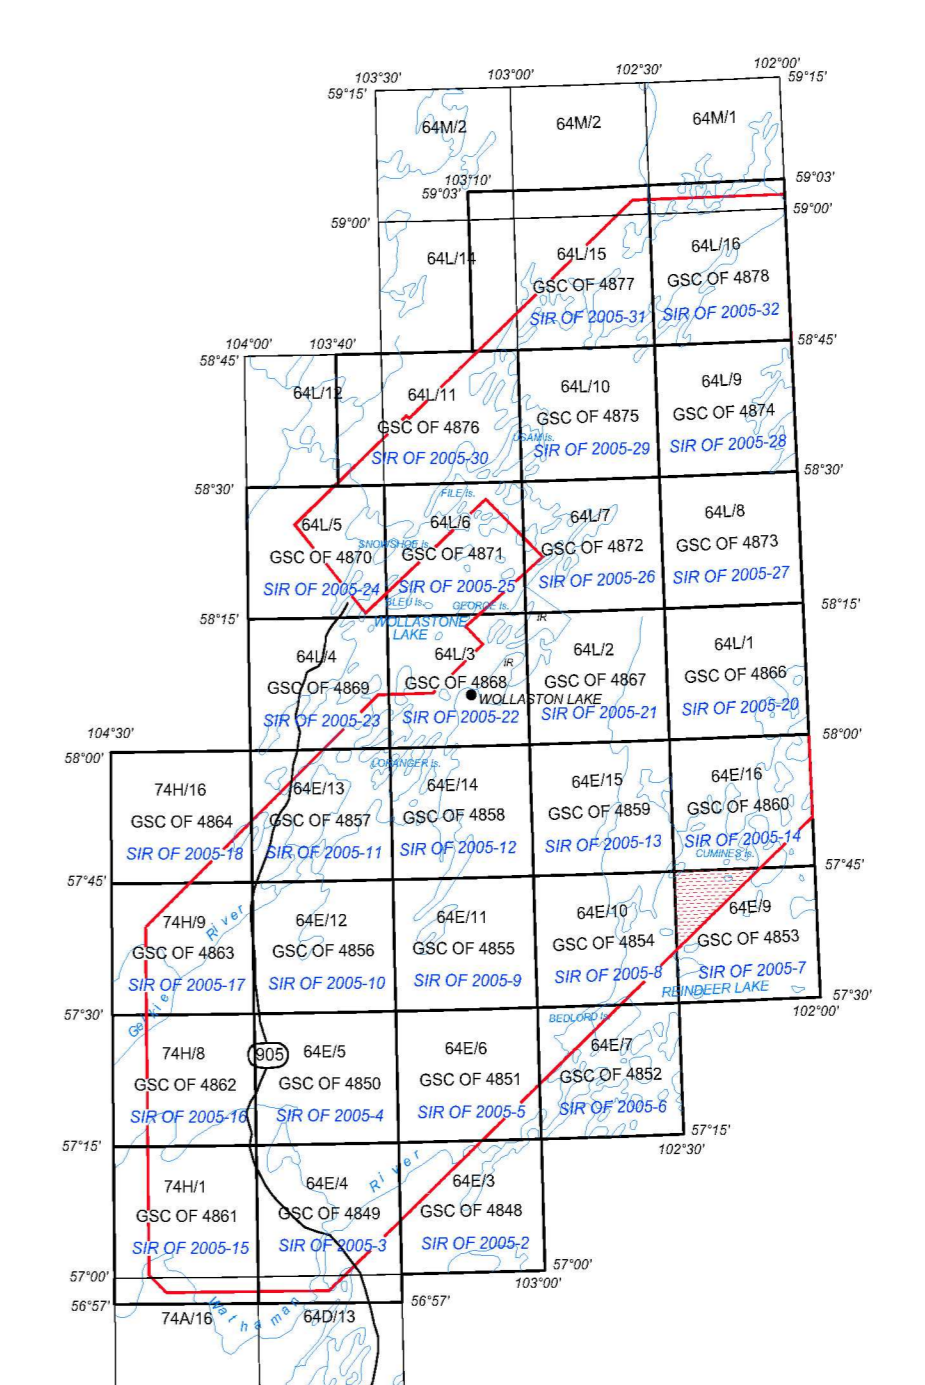 103°30' 103°00' 102°30' 102°00'
59°15' 59°15'
64M/2 64M/2 64M/1
103°10'
59°03' 59°03'
59°00' 59°00'
64L/14 64L/15 64L/16
GSC OF 4877 GSC OF 4878
SIR OF 2005-31 SIR OF 2005-32
104°00' 103°40'
58°45' 58°45'
64L/12 64L/11 64L/10 64L/9
GSC OF 4876 GSC OF 4875 GSC OF 4874
USAM Is.
SIR OF 2005-30 SIR OF 2005-29 SIR OF 2005-28
58°30' 58°30'
FILE Is.
64L/5 64L/6 64L/7 64L/8
SNOWSHOE Is.
GSC OF 4870 GSC OF 4871 GSC OF 4872 GSC OF 4873
SIR OF 2005-24 SIR OF 2005-25 SIR OF 2005-26 SIR OF 2005-27
BLEU Is. GEORGE Is.
58°15' 58°15'
WOLLASTONE IR
LAKE
64L/4 64L/3 64L/2 64L/1
IR
GSC OF 4869 GSC OF 4868 GSC OF 4867 GSC OF 4866
WOLLASTON LAKE
SIR OF 2005-23 SIR OF 2005-22 SIR OF 2005-21 SIR OF 2005-20
104°30'
58°00' 58°00'
LORANGER Is.
74H/16 64E/13 64E/14 64E/15 64E/16
GSC OF 4864 GSC OF 4857 GSC OF 4858 GSC OF 4859 GSC OF 4860
SIR OF 2005-18 SIR OF 2005-11 SIR OF 2005-12 SIR OF 2005-13 SIR OF 2005-14
CUMINES Is.
57°45' 57°45'
74H/9 64E/12 64E/11 64E/10 64E/9
River
GSC OF 4863 GSC OF 4856 GSC OF 4855 GSC OF 4854 GSC OF 4853
SIR OF 2005-17 SIR OF 2005-10 SIR OF 2005-9 SIR OF 2005-8 SIR OF 2005-7
REINDEER LAKE
57°30' 57°30'
102°00'
Geikie
BEDLORD Is.
74H/8 905 64E/5 64E/6 64E/7
GSC OF 4862 GSC OF 4850 GSC OF 4851 GSC OF 4852
SIR OF 2005-16 SIR OF 2005-4 SIR OF 2005-5 SIR OF 2005-6
57°15' 57°15'
102°30'
River
74H/1 64E/4 64E/3
GSC OF 4861 GSC OF 4849 GSC OF 4848
SIR OF 2005-15 SIR OF 2005-3 SIR OF 2005-2
57°00' 57°00'
103°00'
56°57' 56°57'
Wathaman
74A/16 64D/13